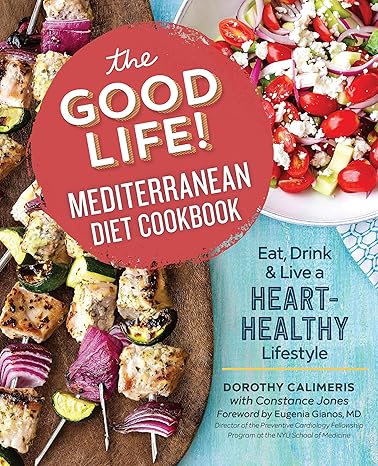 the
GOOD
LIFE!
MEDITERRANEAN
DIET COOKBOOK
Eat, Drink
& Live a
HEART-
HEALTHY
Lifestyle
DOROTHY CALIMERIS
with Constance Jones
Foreword by Eugenia Gianos, MD
Director of the Preventive Cardiology Fellowship
Program at the NYU School of Medicine